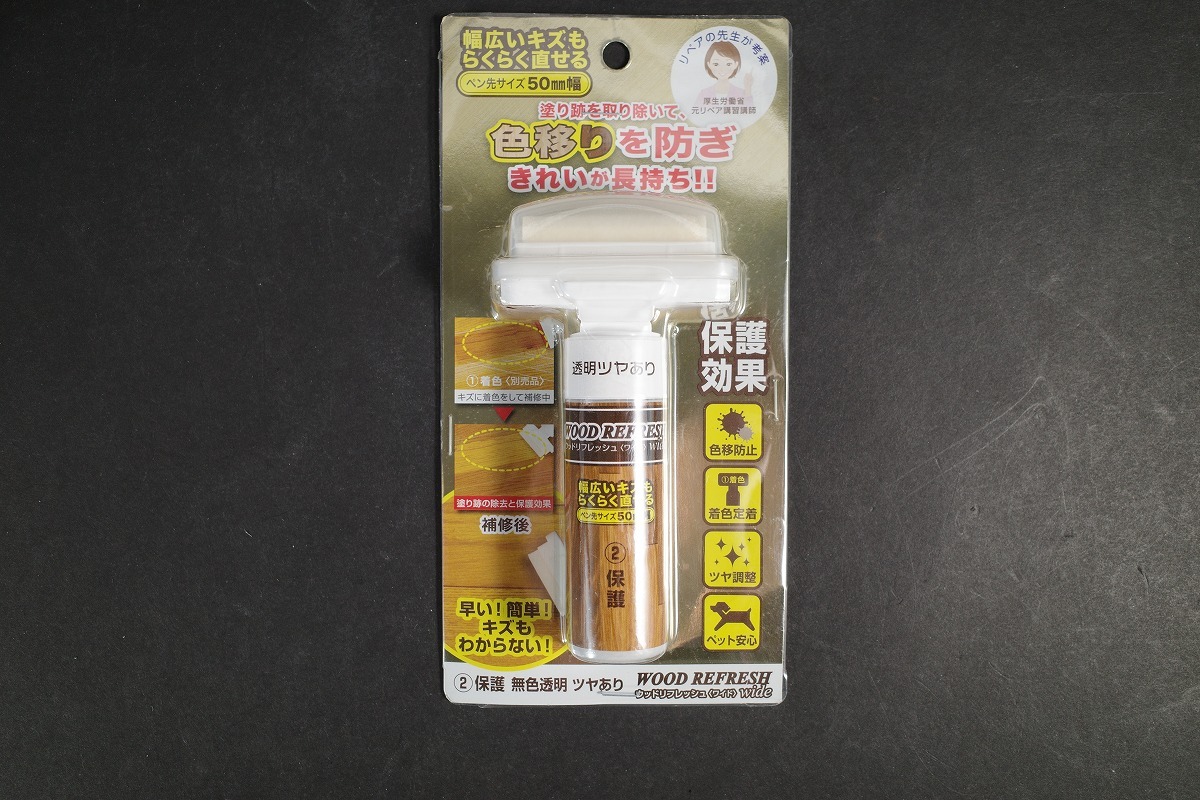 幅広いキズも
らくらく直せる
ペン先サイズ50mm幅
リペアの先生が考案
厚生労働省
元リペア講習講師
塗り跡を取り除いて、
色移りを防ぎ
きれいが長持ち!!
保護
効果
色移防止
①着色
着色定着
ツヤ調整
ペット安心
①着色〈別売品〉
キズに着色をして補修中
塗り跡の除去と保護効果
補修後
早い!簡単!
キズも
わからない!
透明ツヤあり
WOOD REFRESH
ウッドリフレッシュ〈ワイド〉wide
幅広いキズも
らくらく直せる
ペン先サイズ50mm幅
②
保
護
②保護 無色透明 ツヤあり
WOOD REFRESH
ウッドリフレッシュ〈ワイド〉wide